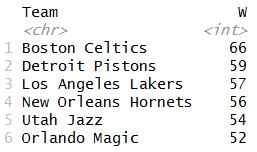 Team W
<chr> <int>
1 Boston Celtics 66
2 Detroit Pistons 59
3 Los Angeles Lakers 57
4 New Orleans Hornets 56
5 Utah Jazz 54
6 Orlando Magic 52